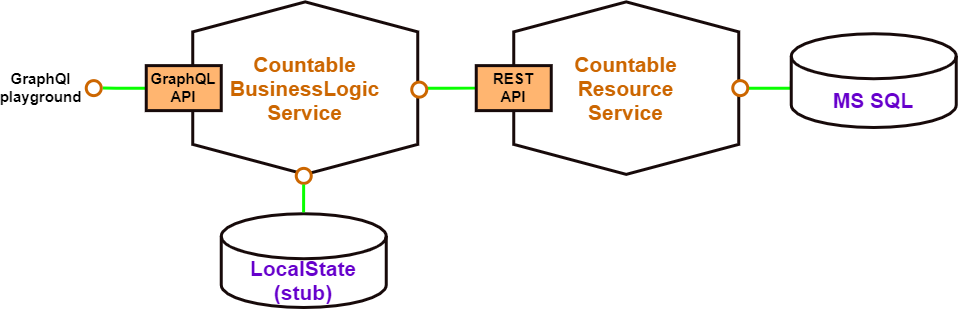 GraphQl
playground
GraphQL
API
Countable
BusinessLogic
Service
REST
API
Countable
Resource
Service
MS SQL
LocalState
(stub)